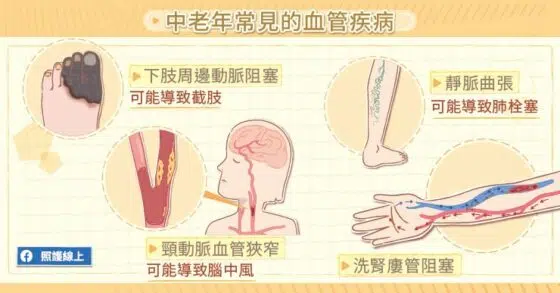 中老年常見的血管疾病
下肢周邊動脈阻塞
可能導致截肢
靜脈曲張
可能導致肺栓塞
頸動脈血管狹窄
可能導致腦中風
洗腎廔管阻塞
照護線上